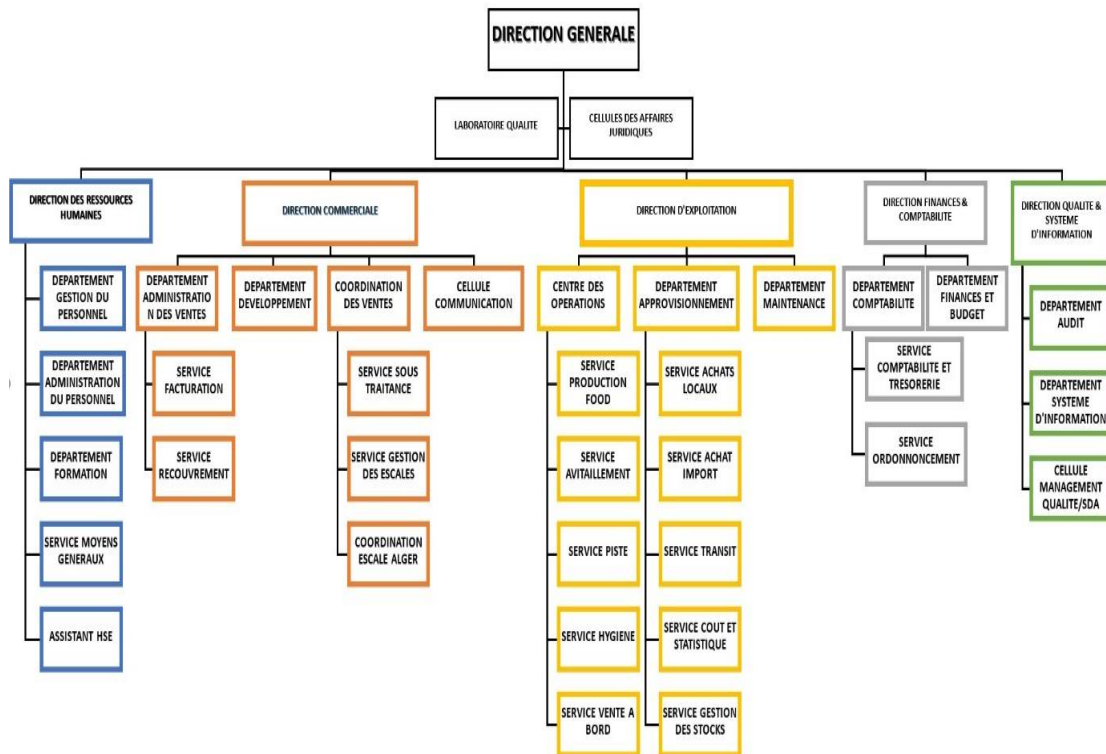 DIRECTION GENERALE
LABORATOIRE QUALITE
CELLULES DES AFFAIRES
JURIDIQUES
DIRECTION DES RESSOURCES
HUMAINES
DIRECTION COMMERCIALE
DIRECTION D'EXPLOITATION
DIRECTION FINANCES &
COMPTABILITE
DIRECTION QUALITE &
SYSTEME
D'INFORMATION
DEPARTEMENT
GESTION DU
PERSONNEL
DEPARTEMENT
ADMINISTRATIO
N DES VENTES
DEPARTEMENT
DEVELOPPEMENT
COORDINATION
DES VENTES
CELLULE
COMMUNICATION
CENTRE DES
OPERATIONS
DEPARTEMENT
APPROVISIONNEMENT
DEPARTEMENT
MAINTENANCE
DEPARTEMENT
COMPTABILITE
DEPARTEMENT
FINANCES ET
BUDGET
DEPARTEMENT
AUDIT
DEPARTEMENT
ADMINISTRATION
DU PERSONNEL
SERVICE
FACTURATION
SERVICE SOUS
TRAITANCE
SERVICE
PRODUCTION
FOOD
SERVICE ACHATS
LOCAUX
SERVICE
COMPTABILITE ET
TRESORERIE
DEPARTEMENT
SYSTEME
D'INFORMATION
DEPARTEMENT
FORMATION
SERVICE
RECOUVREMENT
SERVICE GESTION
DES ESCALES
SERVICE
AVITAILLEMENT
SERVICE ACHAT
IMPORT
SERVICE
ORDONNONCEMENT
CELLULE
MANAGEMENT
QUALITE/SDA
SERVICE MOYENS
GENERAUX
COORDINATION
ESCALE ALGER
SERVICE PISTE
SERVICE TRANSIT
ASSISTANT HSE
SERVICE HYGIENE
SERVICE COUT ET
STATISTIQUE
SERVICE VENTE A
BORD
SERVICE GESTION
DES STOCKS